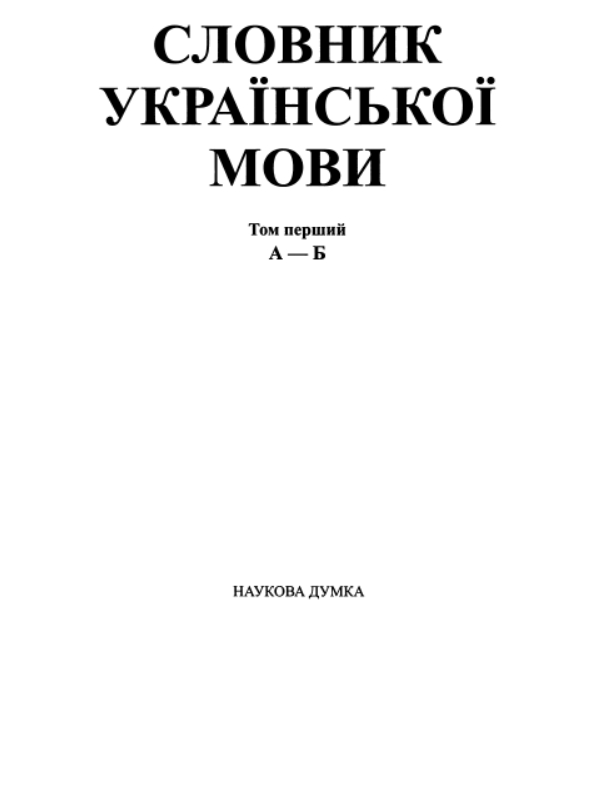 СЛОВНИК
УКРАЇНСЬКОЇ
МОВИ
Том перший
А — Б
НАУКОВА ДУМКА